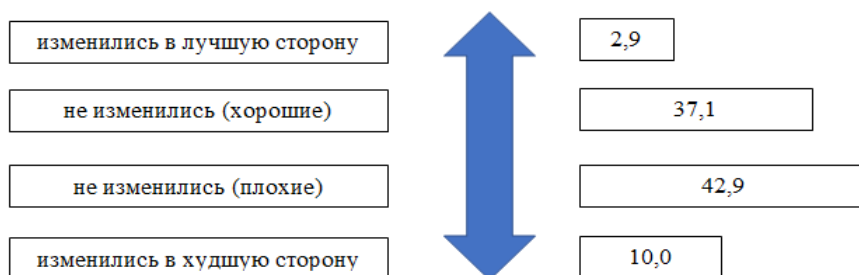 изменились в лучшую сторону 2,9
не изменились (хорошие) 37,1
не изменились (плохие) 42,9
изменились в худшую сторону 10,0